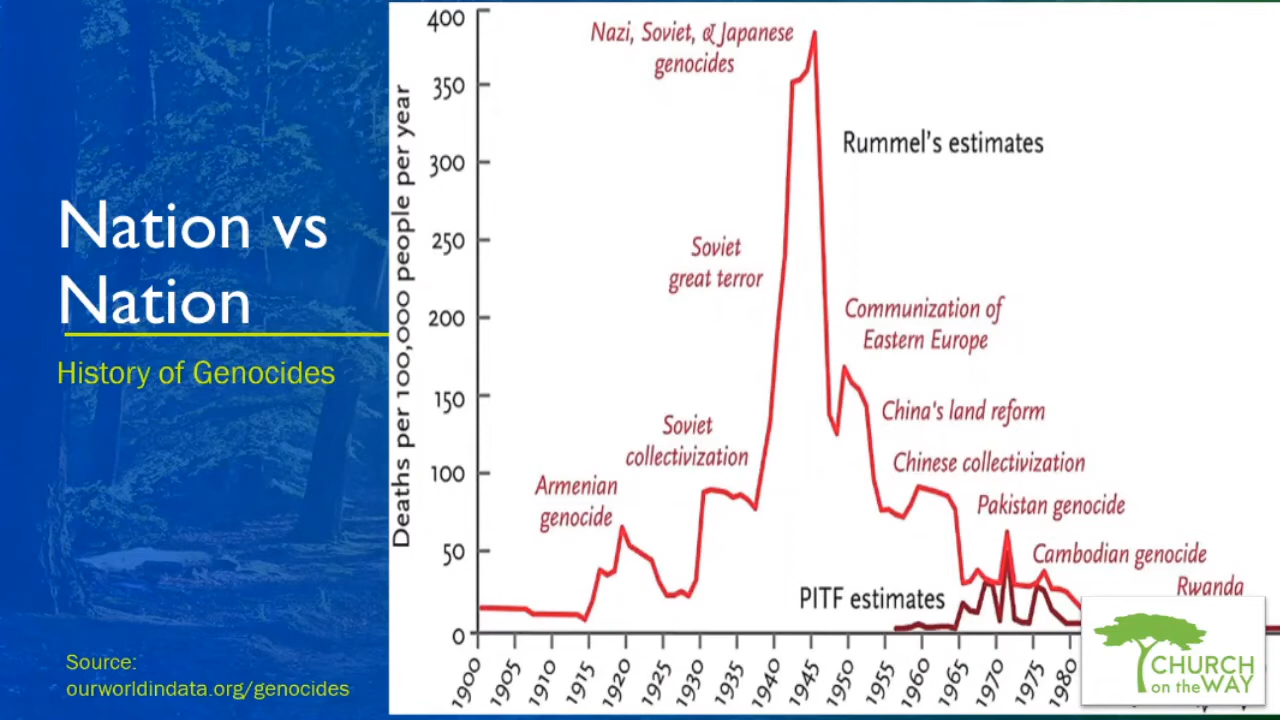 Nation vs
Nation
History of Genocides
Source:
ourworldindata.org/genocides
Deaths per 100,000 people per year
400
350
300
250
200
150
100
50
0
Nazi, Soviet, & Japanese
genocides
Rummel's estimates
Soviet
great terror
Communization of
Eastern Europe
China's land reform
Soviet
collectivization
Chinese collectivization
Armenian
genocide
Pakistan genocide
Cambodian genocide
Rwanda
PITF estimates
1900
1905
1910
1915
1920
1925
1930
1935
1940
1945
1950
1955
1960
1965
1970
1975
1980
CHURCH
on the WAY